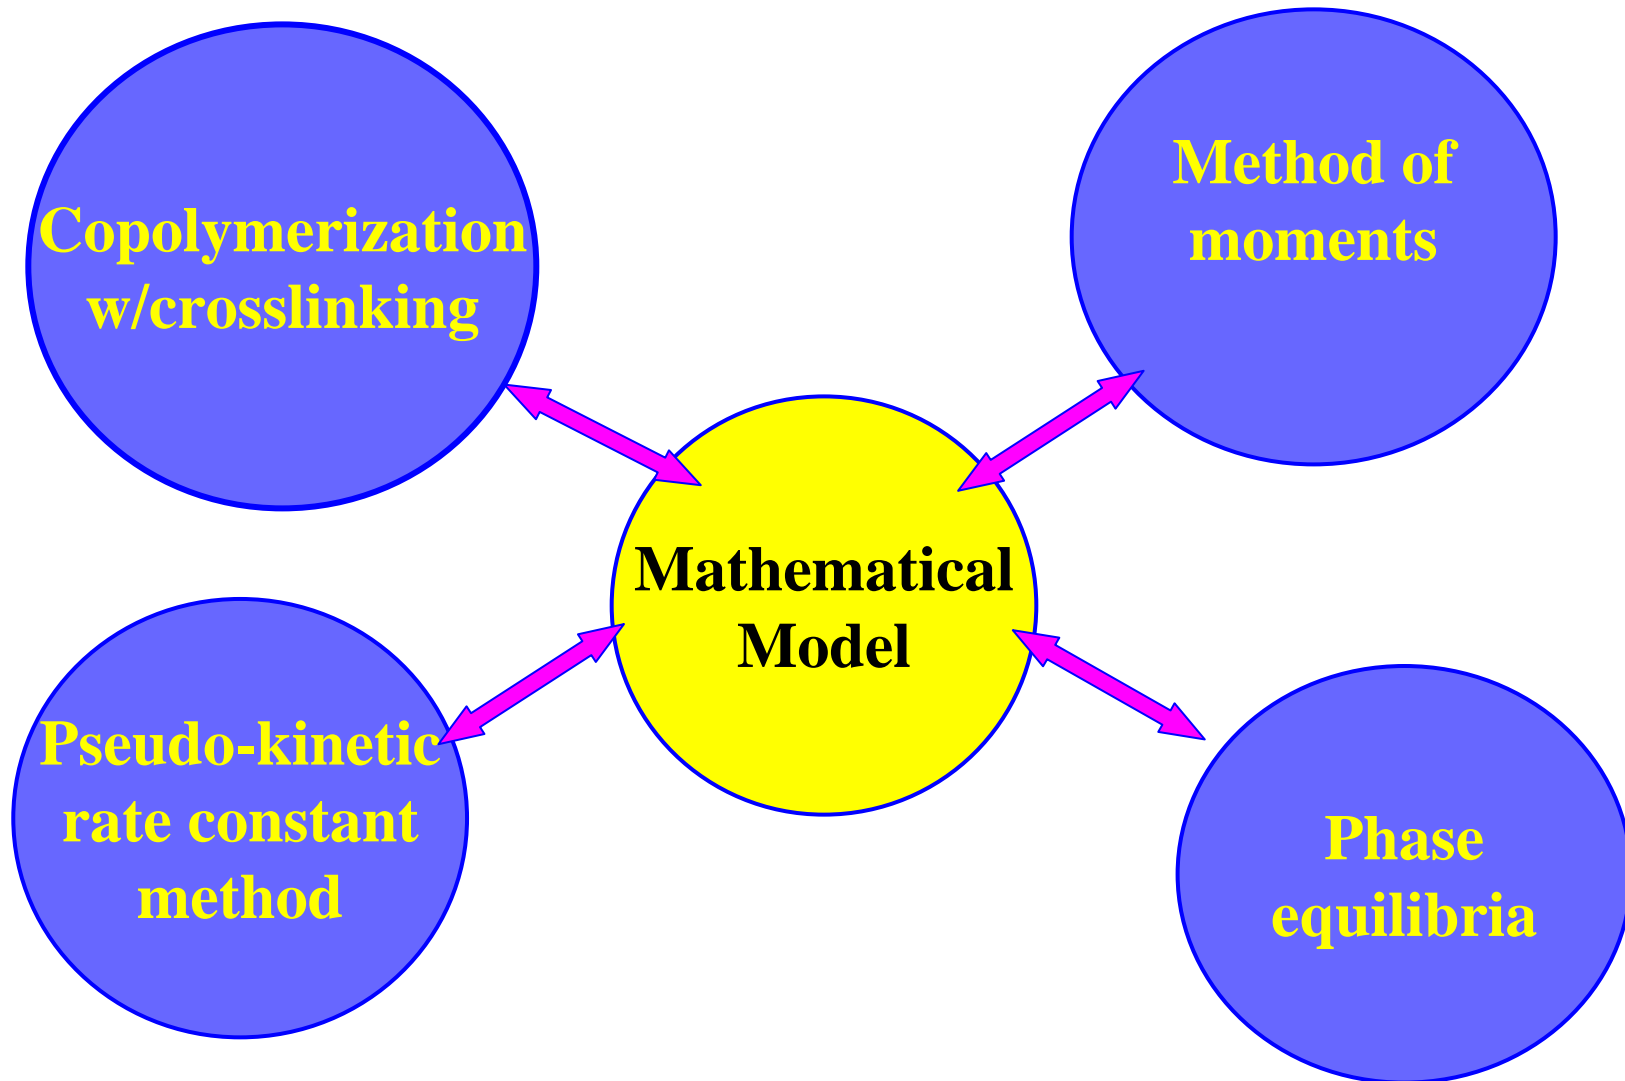 Copolymerization
w/crosslinking
Method of
moments
Mathematical
Model
Pseudo-kinetic
rate constant
method
Phase
equilibria